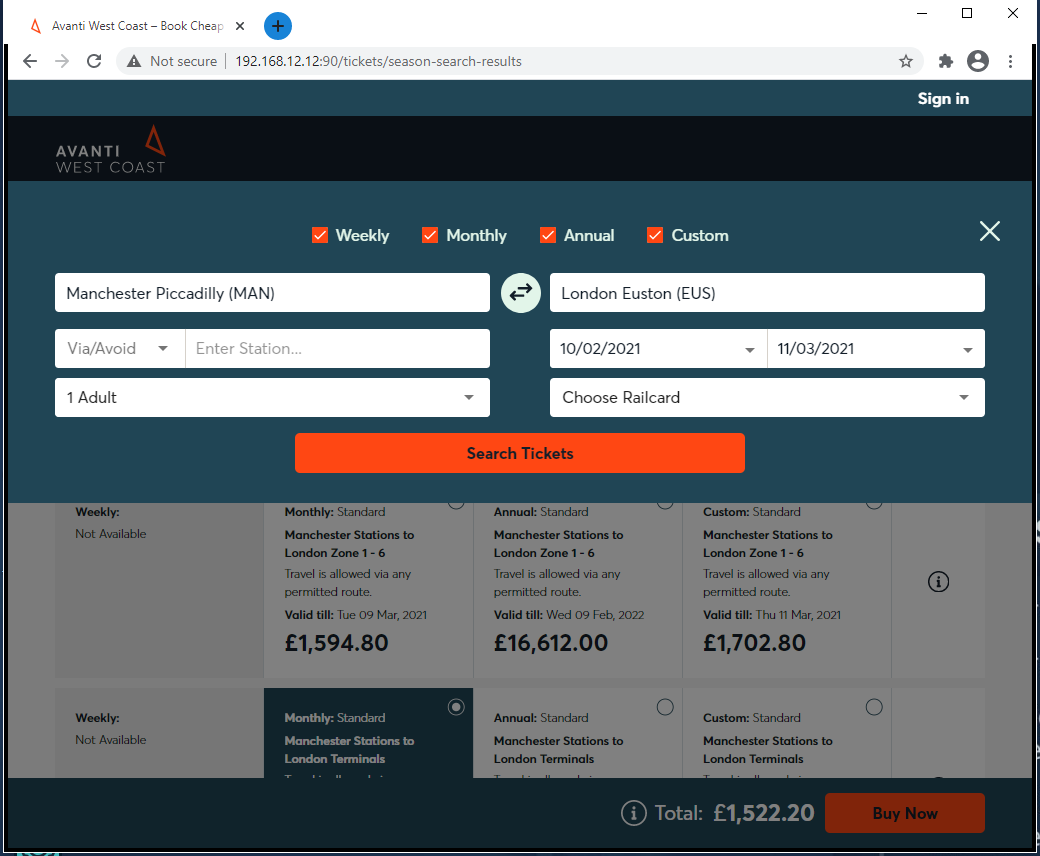 Avanti West Coast – Book Cheap
Not secure
192.168.12.12:90/tickets/season-search-results
Sign in
AVANTI
WEST COAST
Weekly
Monthly
Annual
Custom
Manchester Piccadilly (MAN)
London Euston (EUS)
Via/Avoid
Enter Station...
10/02/2021
11/03/2021
1 Adult
Choose Railcard
Search Tickets
Weekly:
Not Available
Monthly: Standard
Manchester Stations to
London Zone 1 - 6
Travel is allowed via any
permitted route.
Valid till: Tue 09 Mar, 2021
£1,594.80
Annual: Standard
Manchester Stations to
London Zone 1 - 6
Travel is allowed via any
permitted route.
Valid till: Wed 09 Feb, 2022
£16,612.00
Custom: Standard
Manchester Stations to
London Zone 1 - 6
Travel is allowed via any
permitted route.
Valid till: Thu 11 Mar, 2021
£1,702.80
Weekly:
Not Available
Monthly: Standard
Manchester Stations to
London Terminals
Annual: Standard
Manchester Stations to
London Terminals
Custom: Standard
Manchester Stations to
London Terminals
Total: £1,522.20
Buy Now